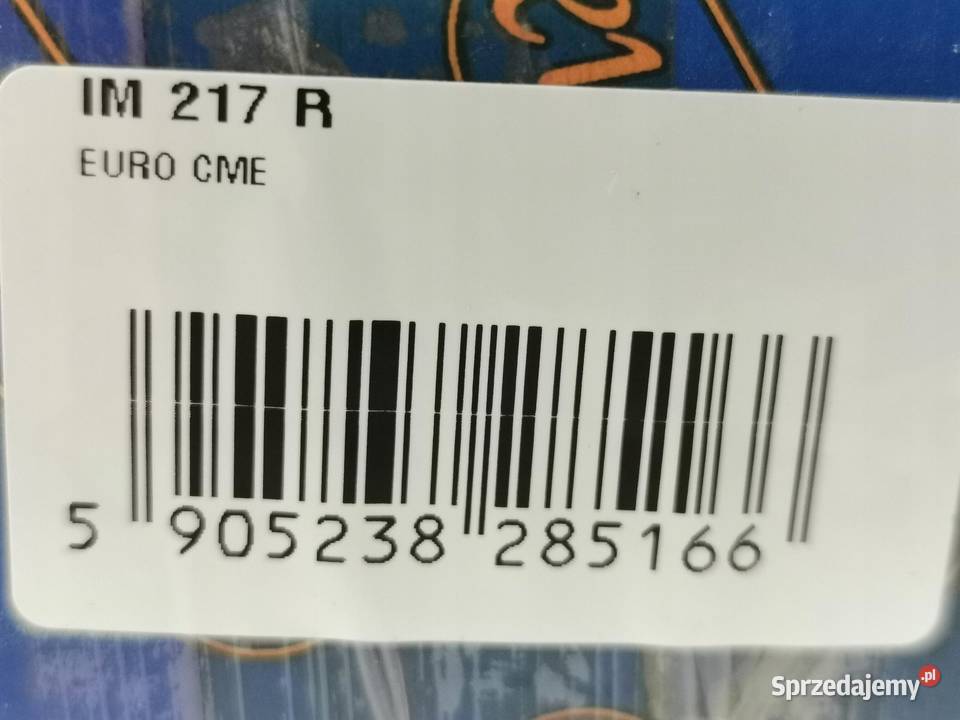 IM 217 R
EURO CME
5 905238 285166
Sprzedajemy.pl